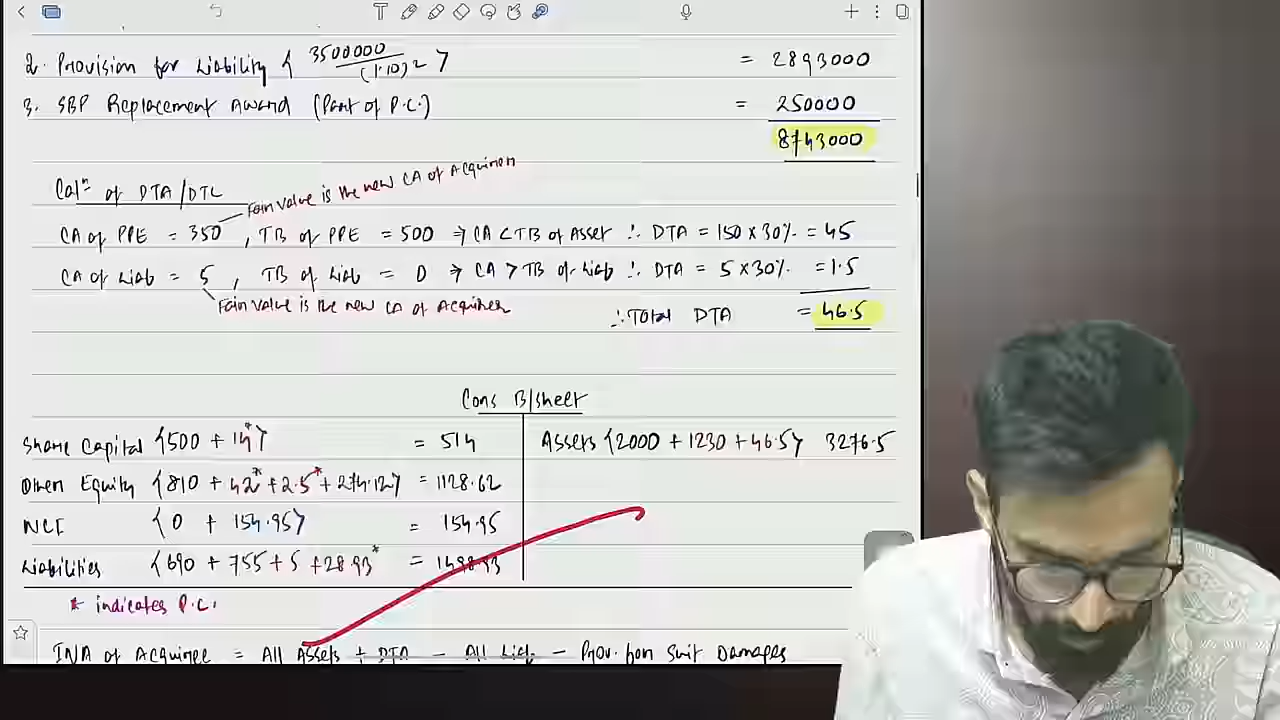 2. Provision for Liability { 3500000 / (1.10)2 } = 2893000
3. SBP Replacement Award (Part of P.C.) = 250000
8743000
Fair value is the new CA of Acquirer
Calⁿ of DTA/DTL
CA of PPE = 350, TB of PPE = 500 ⇒ CA < TB of Asset ∴ DTA = 150 x 30% = 45
CA of Liab = 5, TB of Liab = 0 ⇒ CA > TB of Liab ∴ DTA = 5 x 30% = 1.5
Fair value is the new CA of Acquirer
∴ Total DTA = 46.5
Cons B/sheet
Share Capital {500 + 14*} = 514 Assets {2000 + 1230 + 46.5} 3276.5
Other Equity {810 + 42* + 2.5* + 274.12} = 1128.62
NCI {0 + 154.95} = 154.95
Liabilities {690 + 755 + 5 + 28.93* = 1498.93
* indicates P.C.
INA of Acquiree = All Assets + DTA - All Liab - Prov. for Suit Damages